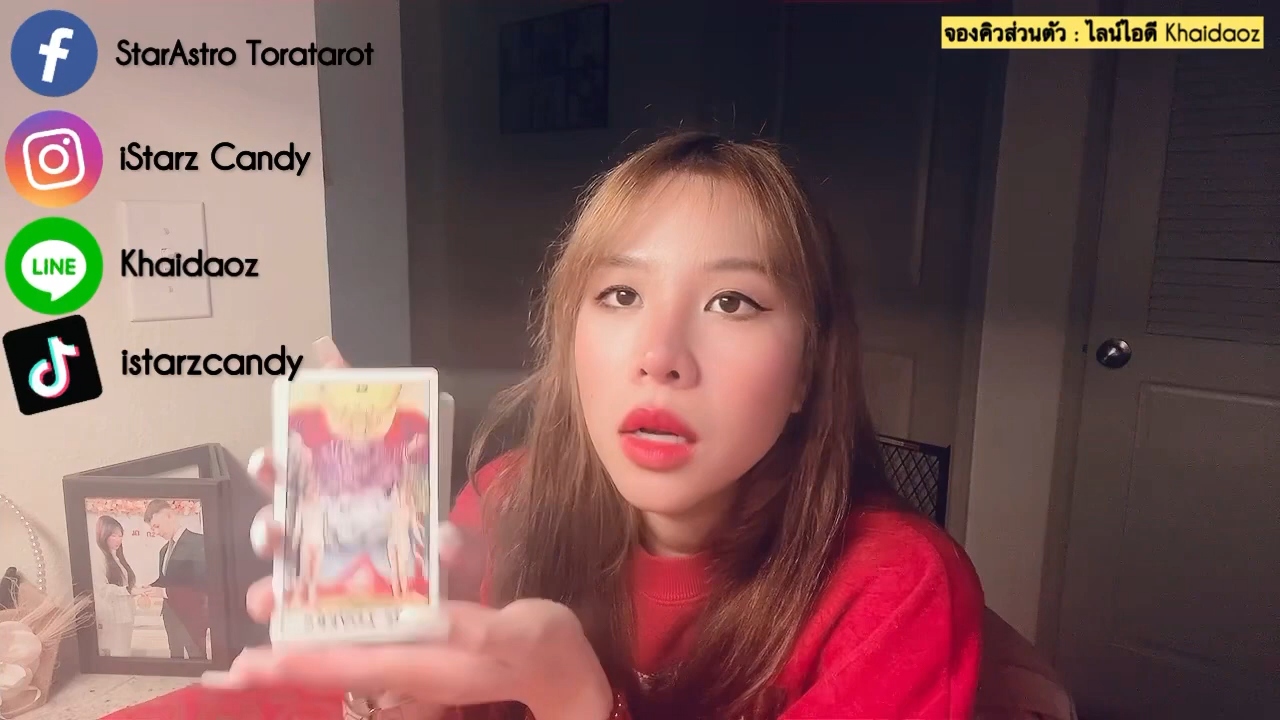 StarAstro Toratarot
จองคิวส่วนตัว : ไลน์ไอดี Khaidaoz
iStarz Candy
LINE
Khaidaoz
istarzcandy